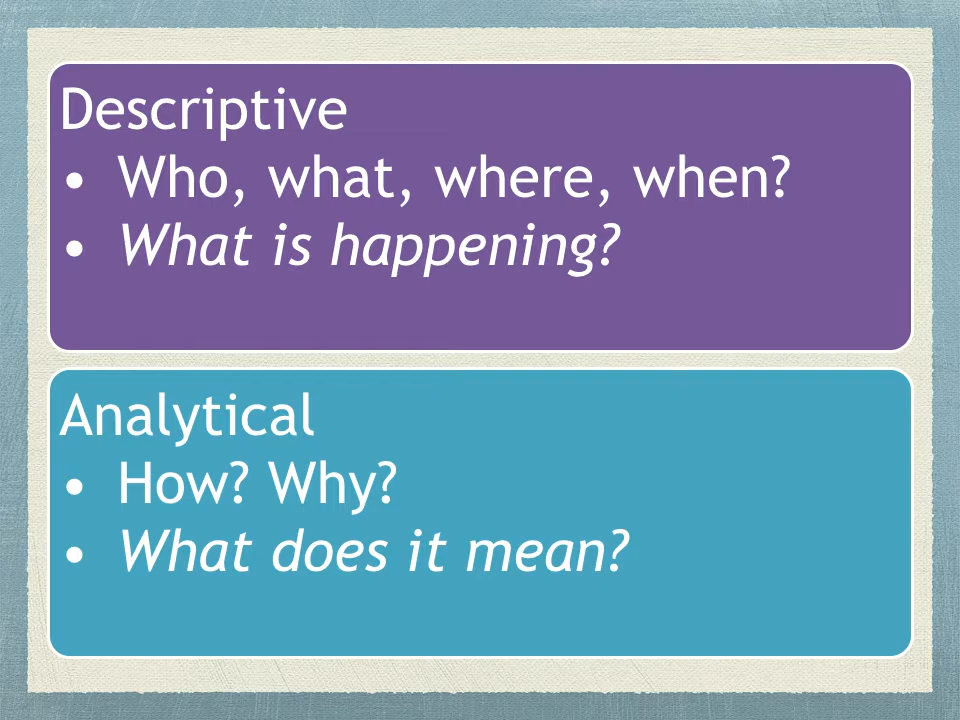 Descriptive
• Who, what, where, when?
• What is happening?
Analytical
• How? Why?
• What does it mean?